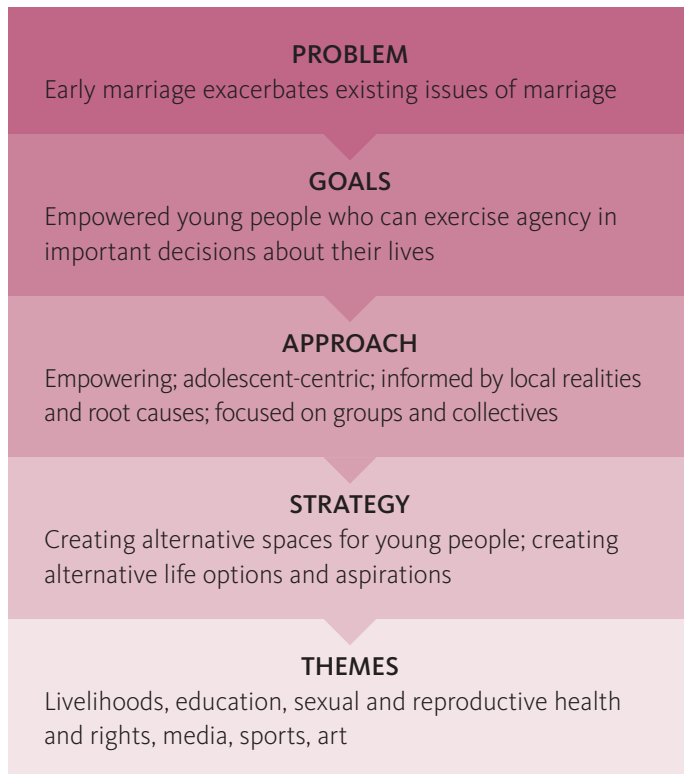 PROBLEM
Early marriage exacerbates existing issues of marriage
GOALS
Empowered young people who can exercise agency in
important decisions about their lives
APPROACH
Empowering; adolescent-centric; informed by local realities
and root causes; focused on groups and collectives
STRATEGY
Creating alternative spaces for young people; creating
alternative life options and aspirations
THEMES
Livelihoods, education, sexual and reproductive health
and rights, media, sports, art